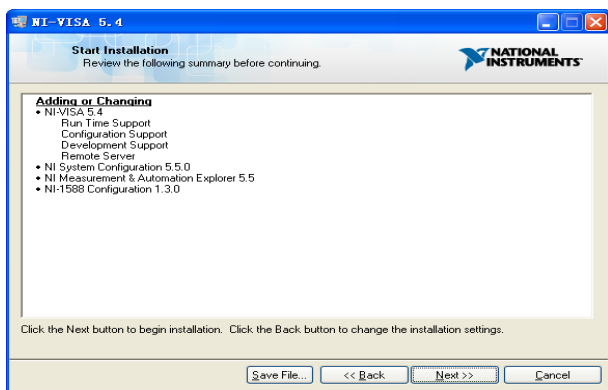 NI-VISA 5.4
Start Installation
Review the following summary before continuing.
NATIONAL
INSTRUMENTS
Adding or Changing
• NI-VISA 5.4
Run Time Support
Configuration Support
Development Support
Remote Server
• NI System Configuration 5.5.0
• NI Measurement & Automation Explorer 5.5
• NI-1588 Configuration 1.3.0
Click the Next button to begin installation. Click the Back button to change the installation settings.
Save File... << Back Next >> Cancel